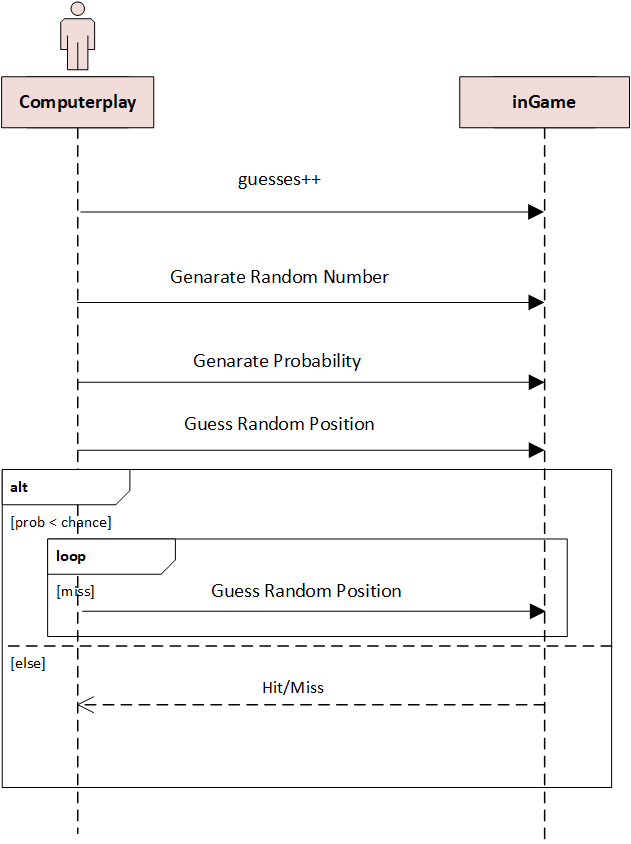 Computerplay
inGame
guesses++
Genarate Random Number
Genarate Probability
Guess Random Position
alt
[prob < chance]
loop
[miss]
Guess Random Position
[else]
Hit/Miss